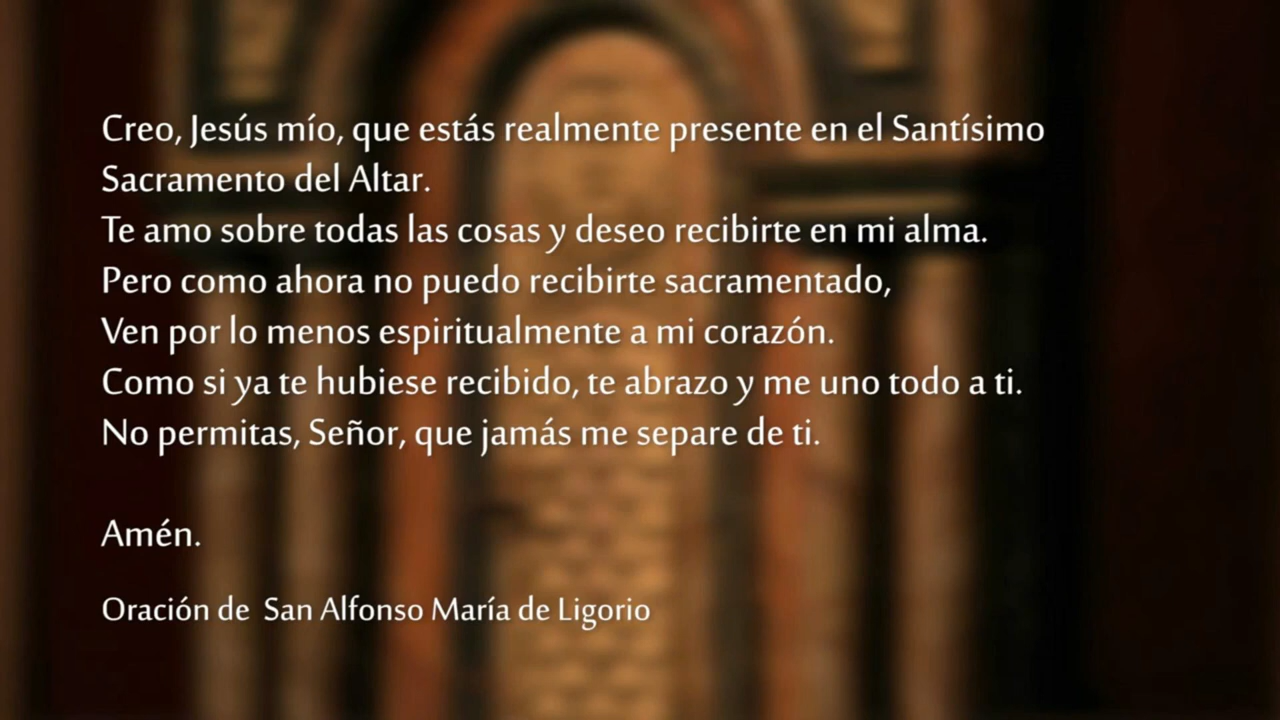 Creo, Jesús mío, que estás realmente presente en el Santísimo
Sacramento del Altar.
Te amo sobre todas las cosas y deseo recibirte en mi alma.
Pero como ahora no puedo recibirte sacramentado,
Ven por lo menos espiritualmente a mi corazón.
Como si ya te hubiese recibido, te abrazo y me uno todo a ti.
No permitas, Señor, que jamás me separe de ti.
Amén.
Oración de  San Alfonso María de Ligorio